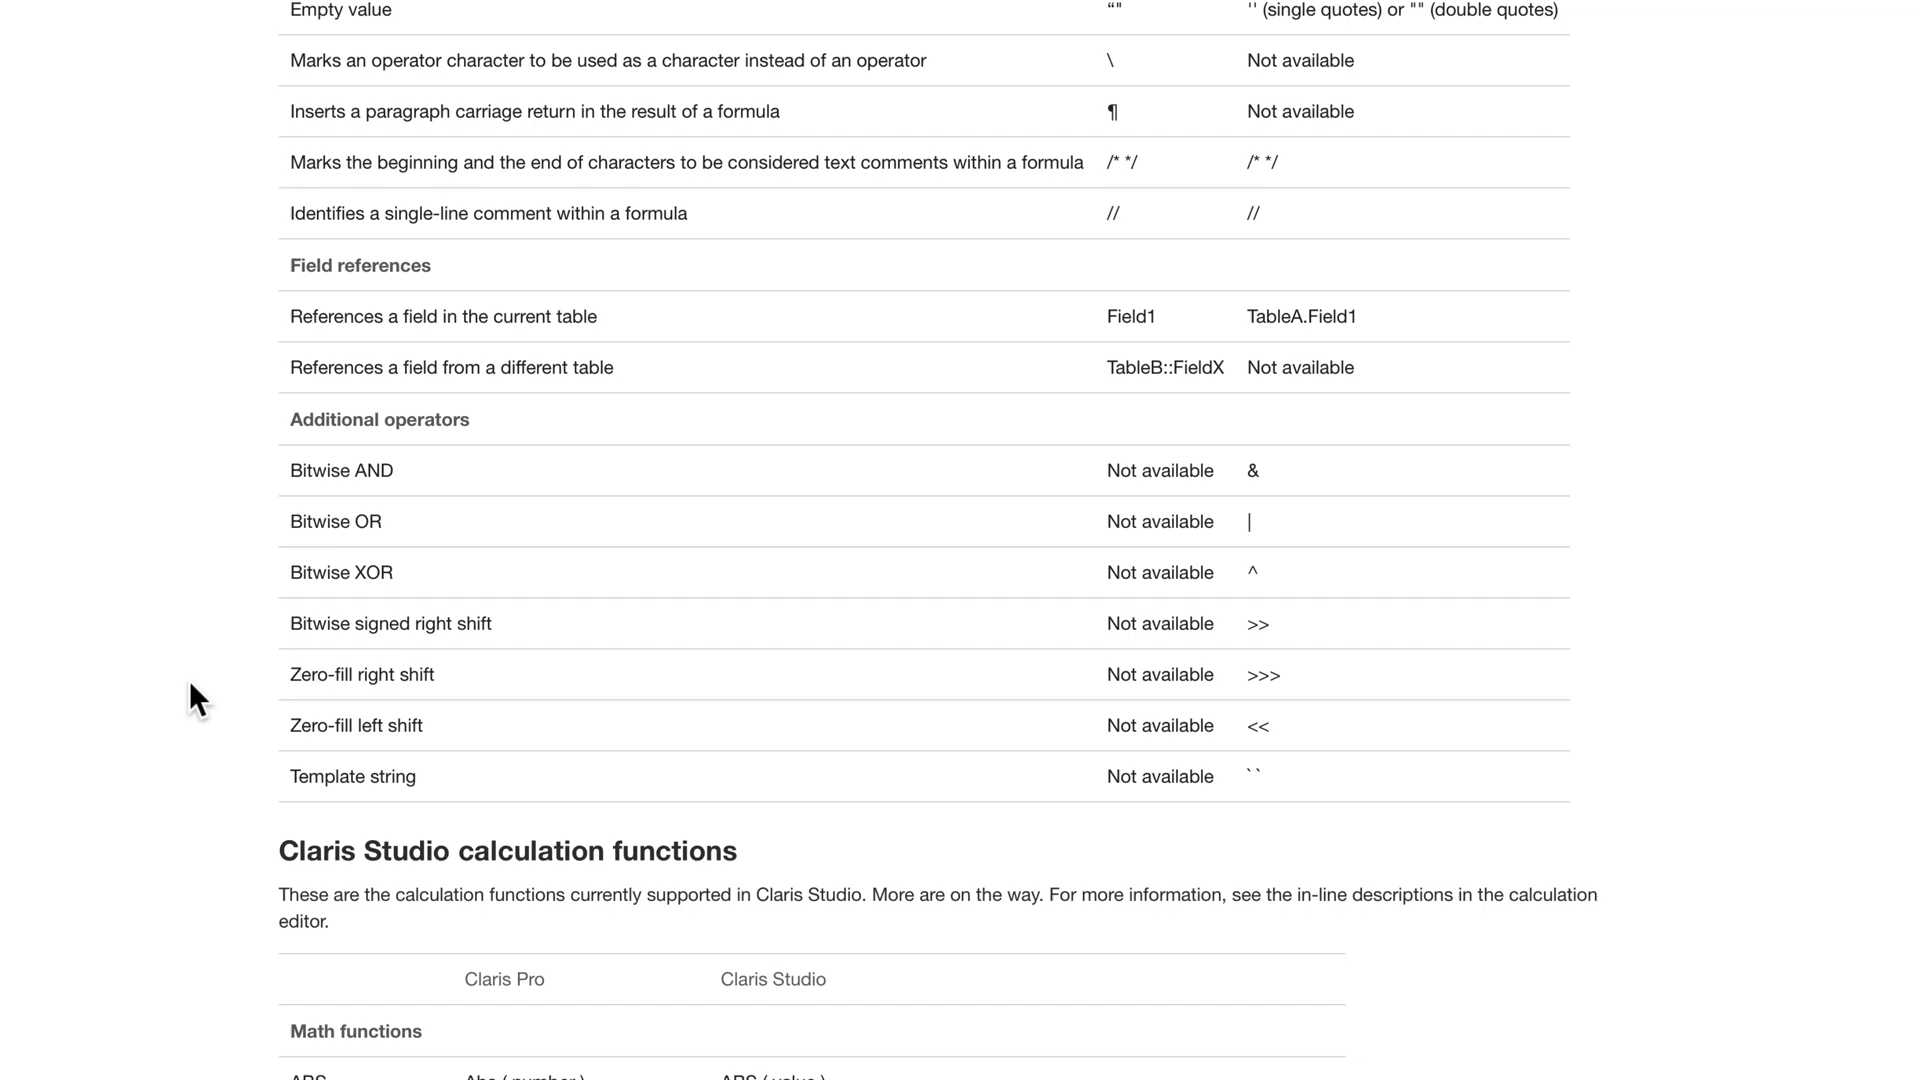 Empty value “" '' (single quotes) or "" (double quotes)
Marks an operator character to be used as a character instead of an operator \ Not available
Inserts a paragraph carriage return in the result of a formula ¶ Not available
Marks the beginning and the end of characters to be considered text comments within a formula /* */ /* */
Identifies a single-line comment within a formula // //
Field references
References a field in the current table Field1 TableA.Field1
References a field from a different table TableB::FieldX Not available
Additional operators
Bitwise AND Not available &
Bitwise OR Not available |
Bitwise XOR Not available ^
Bitwise signed right shift Not available >>
Zero-fill right shift Not available >>>
Zero-fill left shift Not available <<
Template string Not available ` `
Claris Studio calculation functions
These are the calculation functions currently supported in Claris Studio. More are on the way. For more information, see the in-line descriptions in the calculation
editor.
Claris Pro Claris Studio
Math functions
ABS Abs ( number ) ABS ( value )